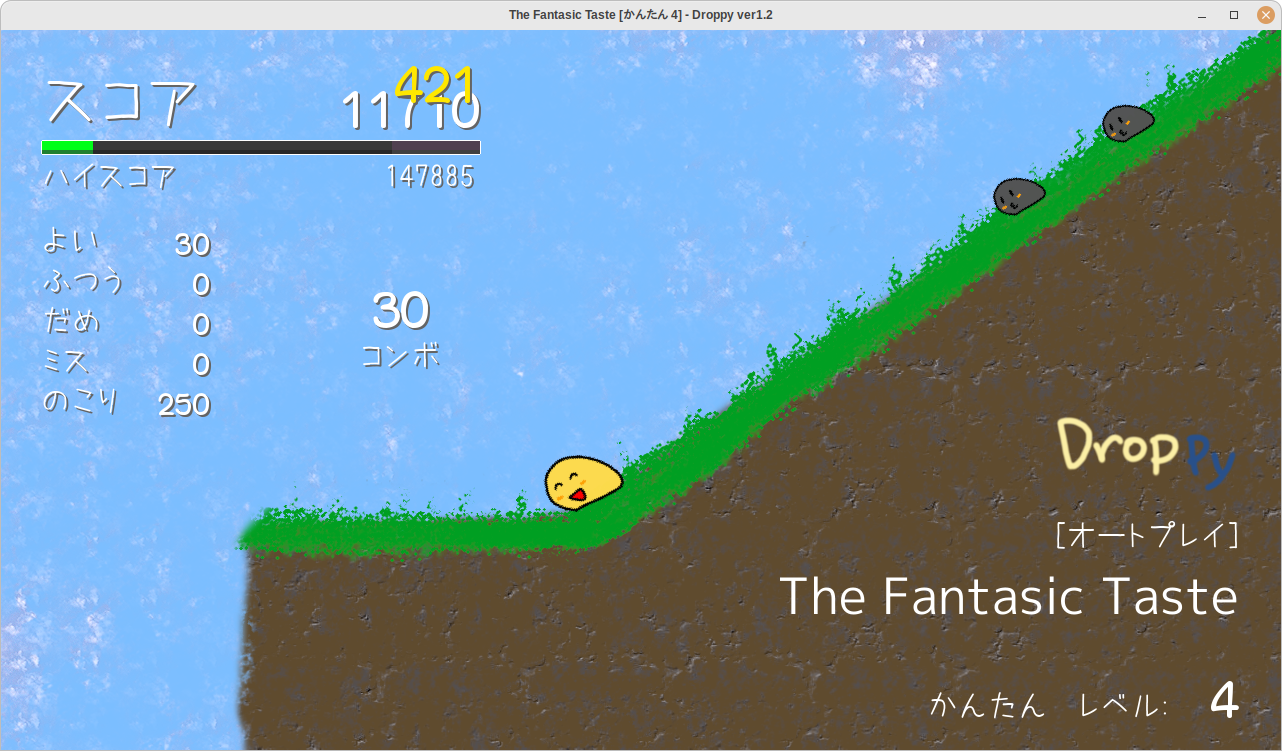 The Fantasic Taste [かんたん 4] - Droppy ver1.2
421
スコア 11710
ハイスコア 147885
よい 30
ふつう 0
だめ 0
ミス 0
のこり 250
30
コンボ
Droppy
[オートプレイ]
The Fantasic Taste
かんたん レベル: 4